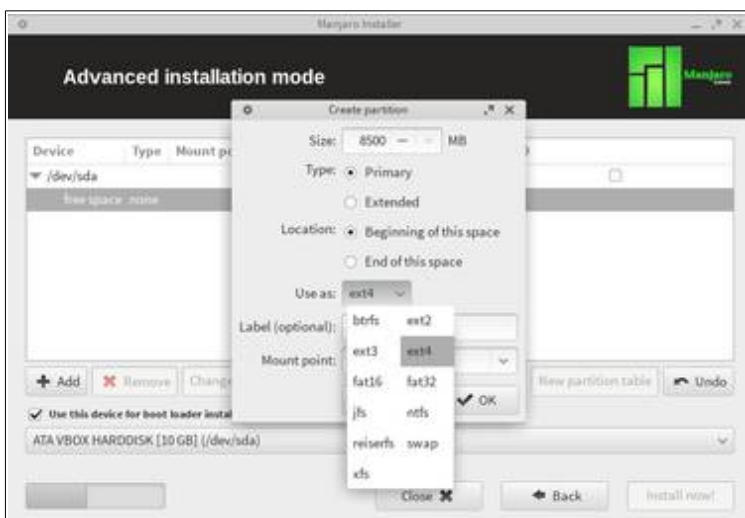 Manjaro Installer
Advanced installation mode
Manjaro
Create partition
Size: 8500 MB
Device Type Mount po
Type: Primary
/dev/sda
Extended
free space none
Location: Beginning of this space
End of this space
Use as: ext4
btrfs ext2
Label (optional):
ext3 ext4
Mount point:
fat16 fat32
Add Remove Change New partition table Undo
OK
jfs ntfs
Use this device for boot loader instal
ATA VBOX HARDDISK [10 GB] (/dev/sda)
reiserfs swap
xfs
Close Back Install now!